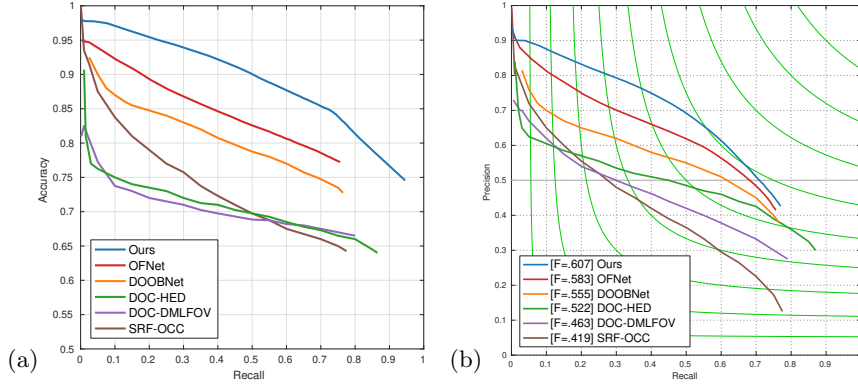 1
0.95
0.9
0.85
0.8
0.75
0.7
0.65
0.6
0.55
0.5
Accuracy
Ours
OFNet
DOOBNet
DOC-HED
DOC-DMLFOV
SRF-OCC
0 0.1 0.2 0.3 0.4 0.5 0.6 0.7 0.8 0.9 1
Recall
(a)
1
0.9
0.8
0.7
0.6
0.5
0.4
0.3
0.2
0.1
0
Precision
[F=.607] Ours
[F=.583] OFNet
[F=.555] DOOBNet
[F=.522] DOC-HED
[F=.463] DOC-DMLFOV
[F=.419] SRF-OCC
0 0.1 0.2 0.3 0.4 0.5 0.6 0.7 0.8 0.9 1
Recall
(b)